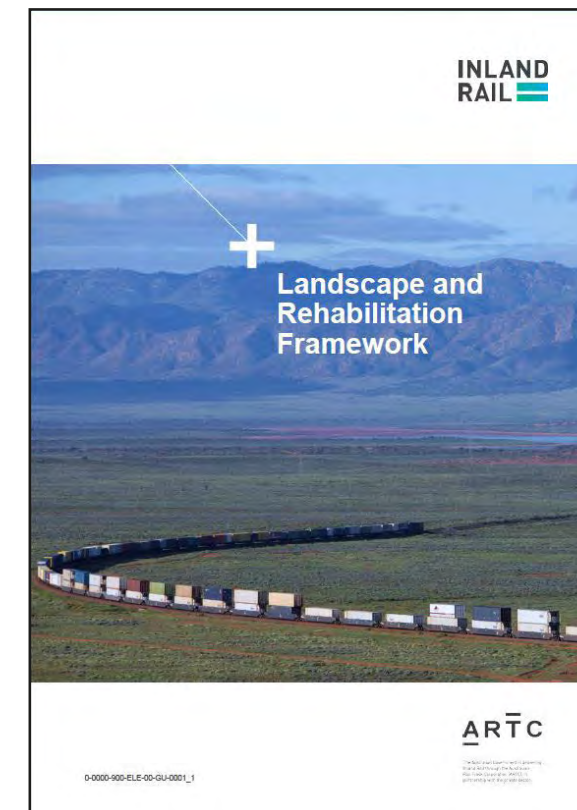 INLAND
RAIL
Landscape and
Rehabilitation
Framework
ARTC
0-0000-900-ELE-00-GU-0001_1